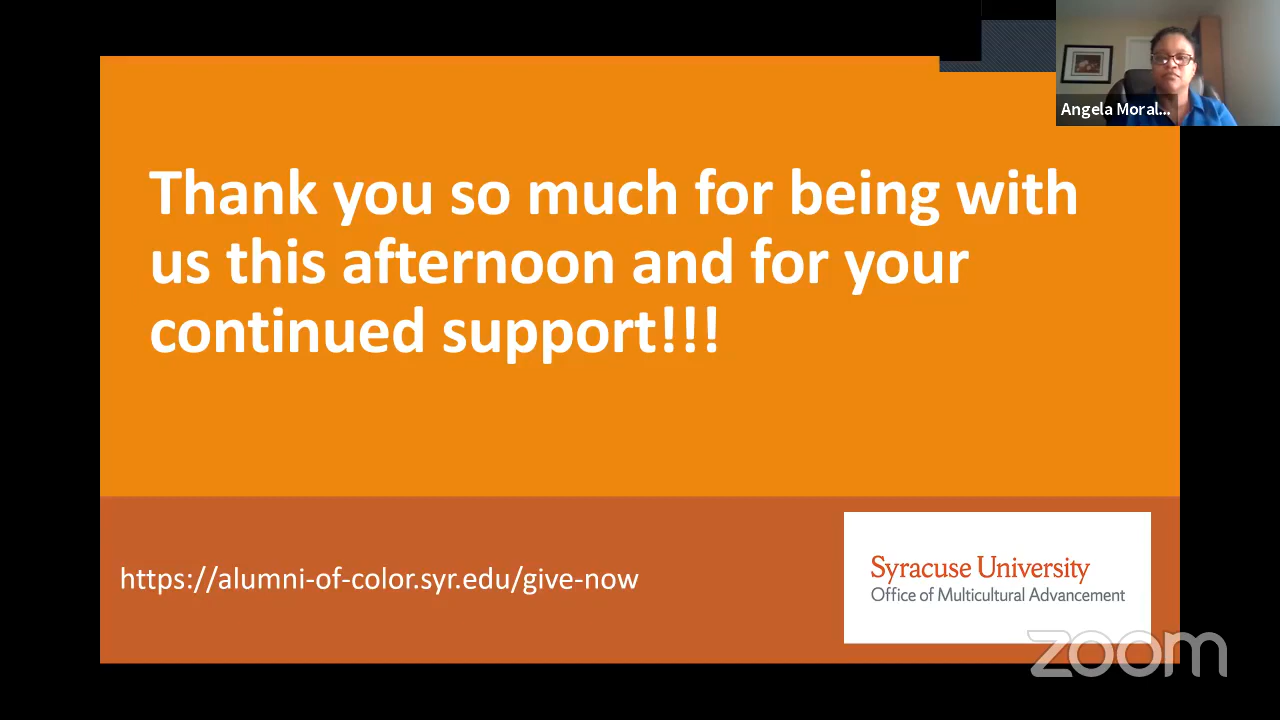 Angela Moral...
Thank you so much for being with
us this afternoon and for your
continued support!!!
https://alumni-of-color.syr.edu/give-now
Syracuse University
Office of Multicultural Advancement
zoom